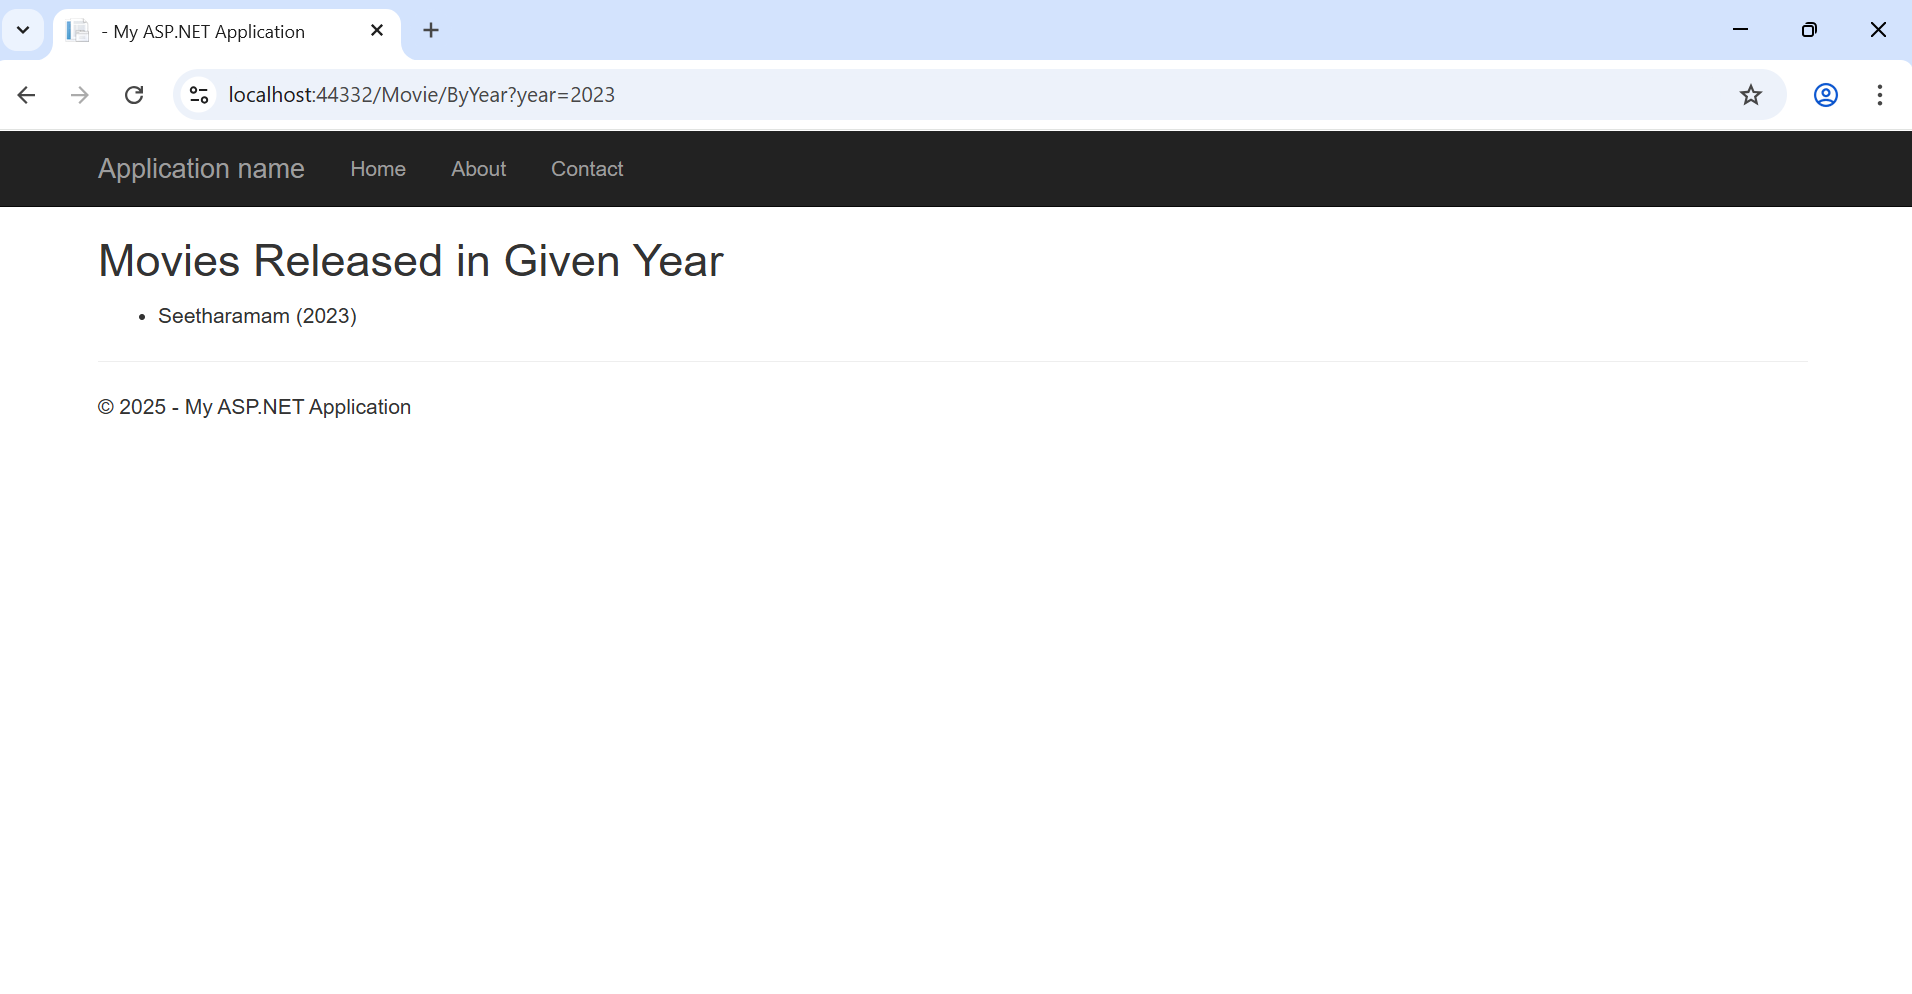 - My ASP.NET Application
localhost:44332/Movie/ByYear?year=2023
Application name Home About Contact
Movies Released in Given Year
• Seetharamam (2023)
© 2025 - My ASP.NET Application